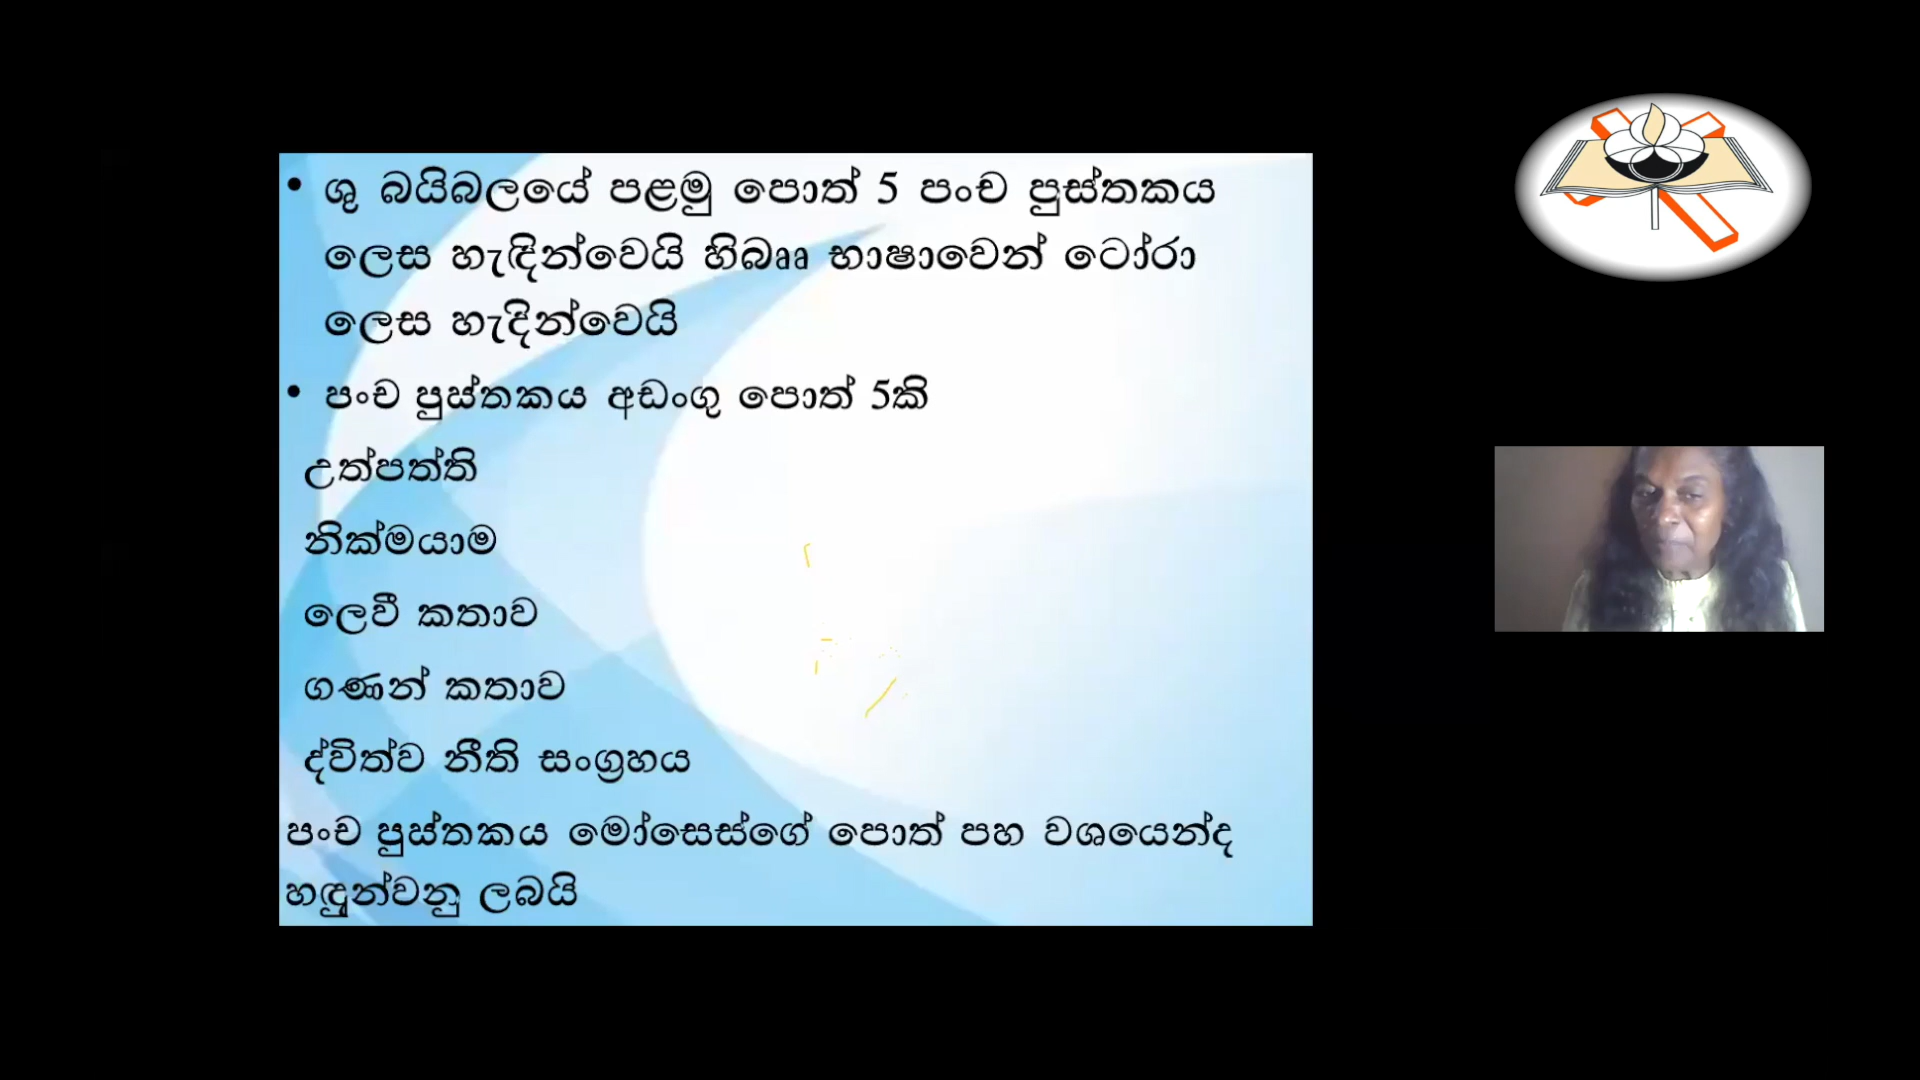 • ශු බයිබලයේ පළමු පොත් 5 පංච පුස්තකය
ලෙස හැඳින්වෙයි හිබෲෲ භාෂාවෙන් ටෝරා
ලෙස හැදින්වෙයි
• පංච පුස්තකය අඩංගු පොත් 5කි
උත්පත්ති
නික්මයාම
ලෙවී කතාව
ගණන් කතාව
ද්විත්ව නීති සංග්‍රහය
පංච පුස්තකය මෝසෙස්ගේ පොත් පහ වශයෙන්ද
හඳුන්වනු ලබයි